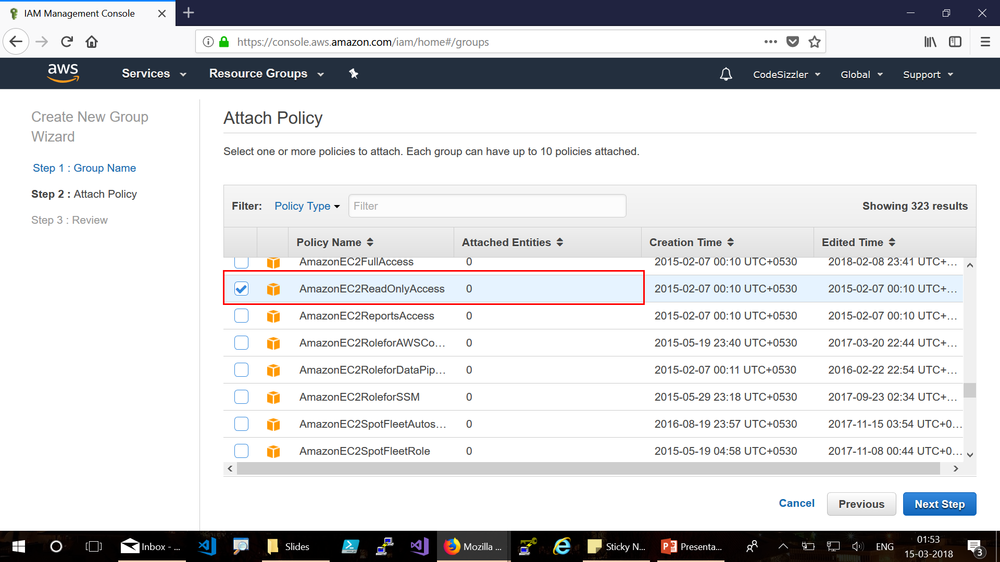 IAM Management Console
https://console.aws.amazon.com/iam/home#/groups
aws
Services
Resource Groups
CodeSizzler
Global
Support
Create New Group
Wizard
Step 1 : Group Name
Step 2 : Attach Policy
Step 3 : Review
Attach Policy
Select one or more policies to attach. Each group can have up to 10 policies attached.
Filter: Policy Type Filter Showing 323 results
Policy Name Attached Entities Creation Time Edited Time
AmazonEC2FullAccess 0 2015-02-07 00:10 UTC+0530 2018-02-08 23:41 UTC+…
AmazonEC2ReadOnlyAccess 0 2015-02-07 00:10 UTC+0530 2015-02-07 00:10 UTC+…
AmazonEC2ReportsAccess 0 2015-02-07 00:10 UTC+0530 2015-02-07 00:10 UTC+…
AmazonEC2RoleforAWSCo… 0 2015-05-19 23:40 UTC+0530 2017-03-20 22:44 UTC+…
AmazonEC2RoleforDataPip… 0 2015-02-07 00:11 UTC+0530 2016-02-22 22:54 UTC+…
AmazonEC2RoleforSSM 0 2015-05-29 23:18 UTC+0530 2017-09-23 02:34 UTC+…
AmazonEC2SpotFleetAutos… 0 2016-08-19 23:57 UTC+0530 2017-11-15 03:54 UTC+0…
AmazonEC2SpotFleetRole 0 2015-05-19 04:58 UTC+0530 2017-11-08 00:44 UTC+0…
Cancel Previous Next Step
Inbox - ...
Slides
Mozilla ...
Sticky N...
Presenta...
ENG
01:53
15-03-2018
3